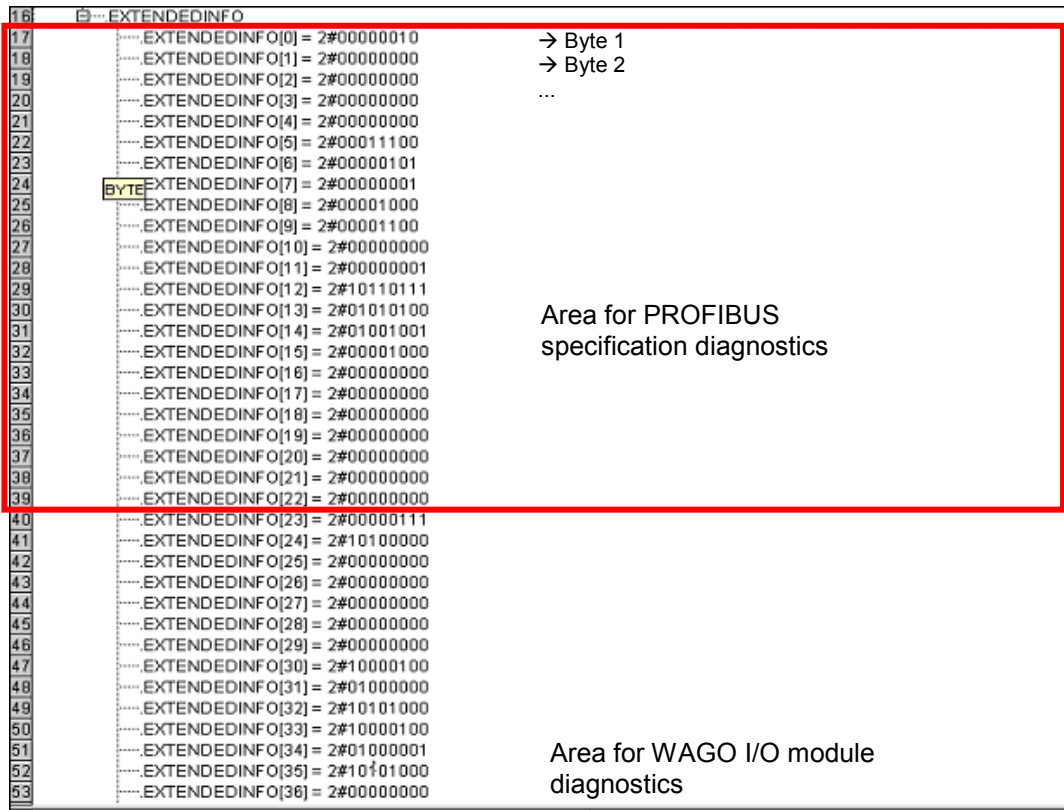 16 .EXTENDEDINFO
17 .EXTENDEDINFO[0] = 2#00000010 → Byte 1
18 .EXTENDEDINFO[1] = 2#00000000 → Byte 2
19 .EXTENDEDINFO[2] = 2#00000000
20 .EXTENDEDINFO[3] = 2#00000000 ...
21 .EXTENDEDINFO[4] = 2#00000000
22 .EXTENDEDINFO[5] = 2#00011100
23 .EXTENDEDINFO[6] = 2#00000101
24 BYTE EXTENDEDINFO[7] = 2#00000001
25 .EXTENDEDINFO[8] = 2#00001000
26 .EXTENDEDINFO[9] = 2#00001100
27 .EXTENDEDINFO[10] = 2#00000000
28 .EXTENDEDINFO[11] = 2#00000001
29 .EXTENDEDINFO[12] = 2#10110111
30 .EXTENDEDINFO[13] = 2#01010100 Area for PROFIBUS
31 .EXTENDEDINFO[14] = 2#01001001
32 .EXTENDEDINFO[15] = 2#00001000 specification diagnostics
33 .EXTENDEDINFO[16] = 2#00000000
34 .EXTENDEDINFO[17] = 2#00000000
35 .EXTENDEDINFO[18] = 2#00000000
36 .EXTENDEDINFO[19] = 2#00000000
37 .EXTENDEDINFO[20] = 2#00000000
38 .EXTENDEDINFO[21] = 2#00000000
39 .EXTENDEDINFO[22] = 2#00000000
40 .EXTENDEDINFO[23] = 2#00000111
41 .EXTENDEDINFO[24] = 2#10100000
42 .EXTENDEDINFO[25] = 2#00000000
43 .EXTENDEDINFO[26] = 2#00000000
44 .EXTENDEDINFO[27] = 2#00000000
45 .EXTENDEDINFO[28] = 2#00000000
46 .EXTENDEDINFO[29] = 2#00000000
47 .EXTENDEDINFO[30] = 2#10000100
48 .EXTENDEDINFO[31] = 2#01000000
49 .EXTENDEDINFO[32] = 2#10101000
50 .EXTENDEDINFO[33] = 2#10000100
51 .EXTENDEDINFO[34] = 2#01000001 Area for WAGO I/O module
52 .EXTENDEDINFO[35] = 2#10101000 diagnostics
53 .EXTENDEDINFO[36] = 2#00000000